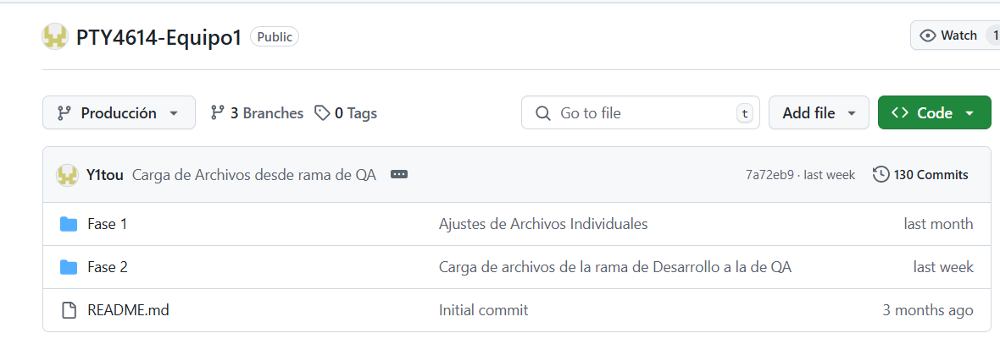 PTY4614-Equipo1 Public
Watch 1
Producción 3 Branches 0 Tags
Go to file t
Add file
Code
Y1tou Carga de Archivos desde rama de QA
7a72eb9 · last week 130 Commits
Fase 1 Ajustes de Archivos Individuales last month
Fase 2 Carga de archivos de la rama de Desarrollo a la de QA last week
README.md Initial commit 3 months ago